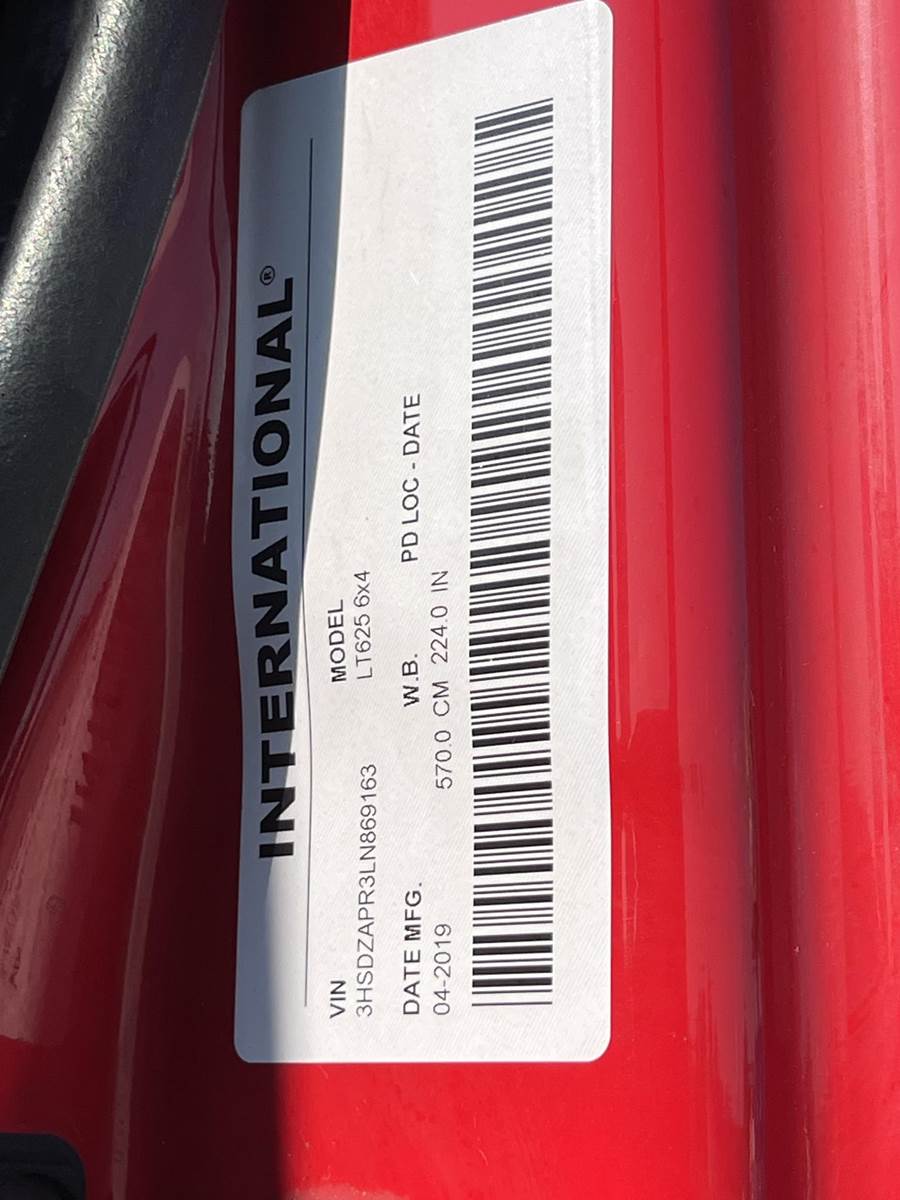 INTERNATIONAL®
VIN MODEL
3HSDZAPR3LN869163 LT625 6x4
DATE MFG. W.B. PD LOC - DATE
04-2019 570.0 CM 224.0 IN